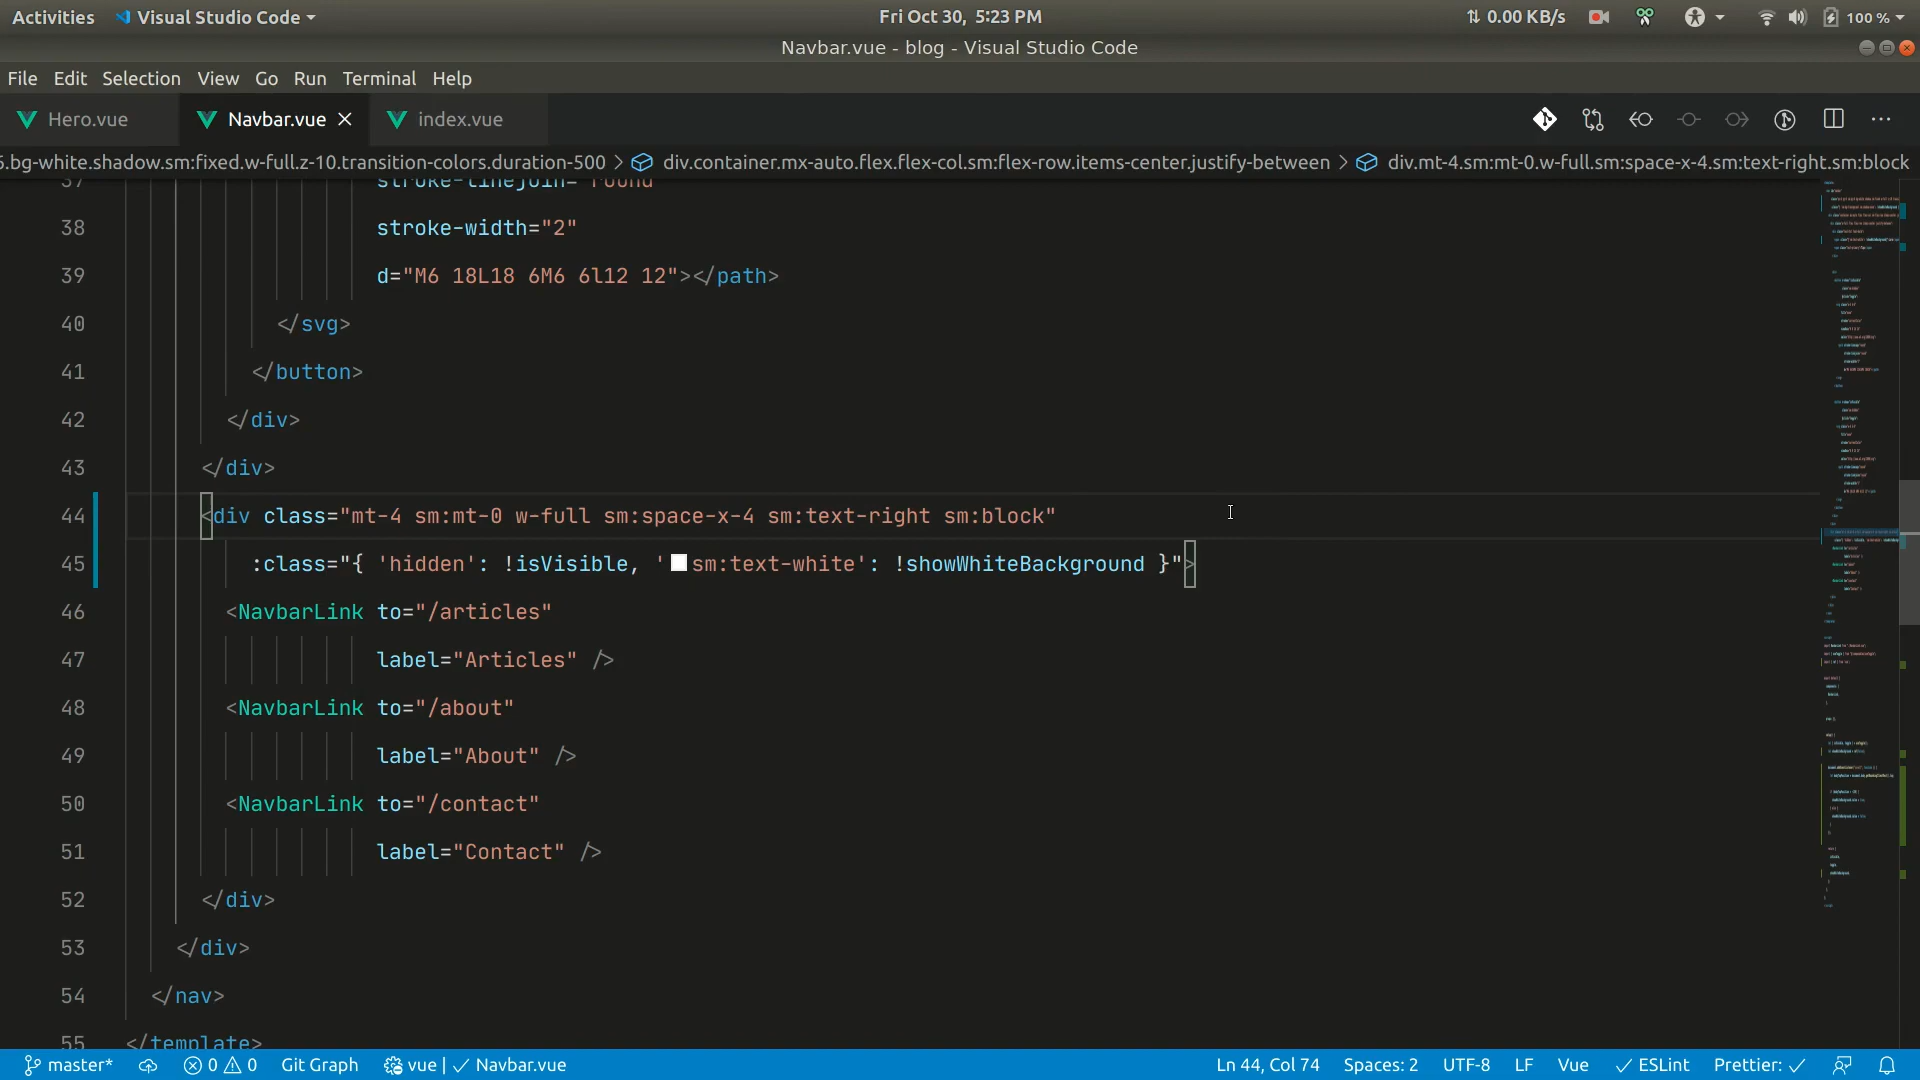 Activities Visual Studio Code Fri Oct 30, 5:23 PM 0.00 KB/s 100 %
Navbar.vue - blog - Visual Studio Code
File Edit Selection View Go Run Terminal Help
Hero.vue Navbar.vue index.vue
.bg-white.shadow.sm:fixed.w-full.z-10.transition-colors.duration-500 > div.container.mx-auto.flex.flex-col.sm:flex-row.items-center.justify-between > div.mt-4.sm:mt-0.w-full.sm:space-x-4.sm:text-right.sm:block
37 stroke-linejoin="round"
38 stroke-width="2"
39 d="M6 18L18 6M6 6l12 12"></path>
40 </svg>
41 </button>
42 </div>
43 </div>
44 <div class="mt-4 sm:mt-0 w-full sm:space-x-4 sm:text-right sm:block"
45 :class="{ 'hidden': !isVisible, 'sm:text-white': !showWhiteBackground }">
46 <NavbarLink to="/articles"
47 label="Articles" />
48 <NavbarLink to="/about"
49 label="About" />
50 <NavbarLink to="/contact"
51 label="Contact" />
52 </div>
53 </div>
54 </nav>
55 </template>
master* 0 0 Git Graph vue | ✓ Navbar.vue Ln 44, Col 74 Spaces: 2 UTF-8 LF Vue ✓ ESLint Prettier: ✓